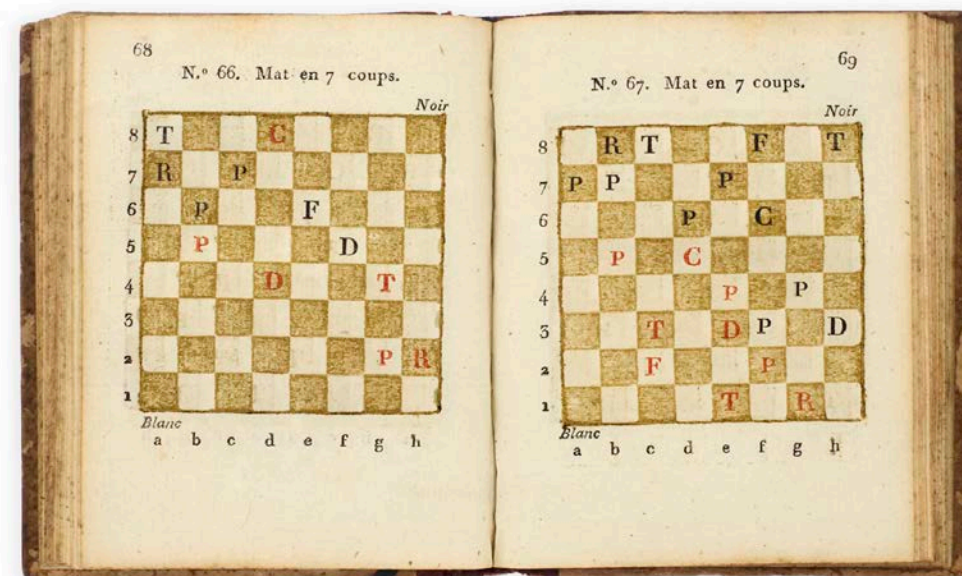 68
N.º 66. Mat en 7 coups.
Noir
8 T C
7 R P
6 P F
5 P D
4 D T
3
2 P R
1
Blanc
a b c d e f g h
69
N.º 67. Mat en 7 coups.
Noir
8 R T F T
7 P P P
6 P C
5 P C
4 P P
3 T D P D
2 F P
1 T R
Blanc
a b c d e f g h